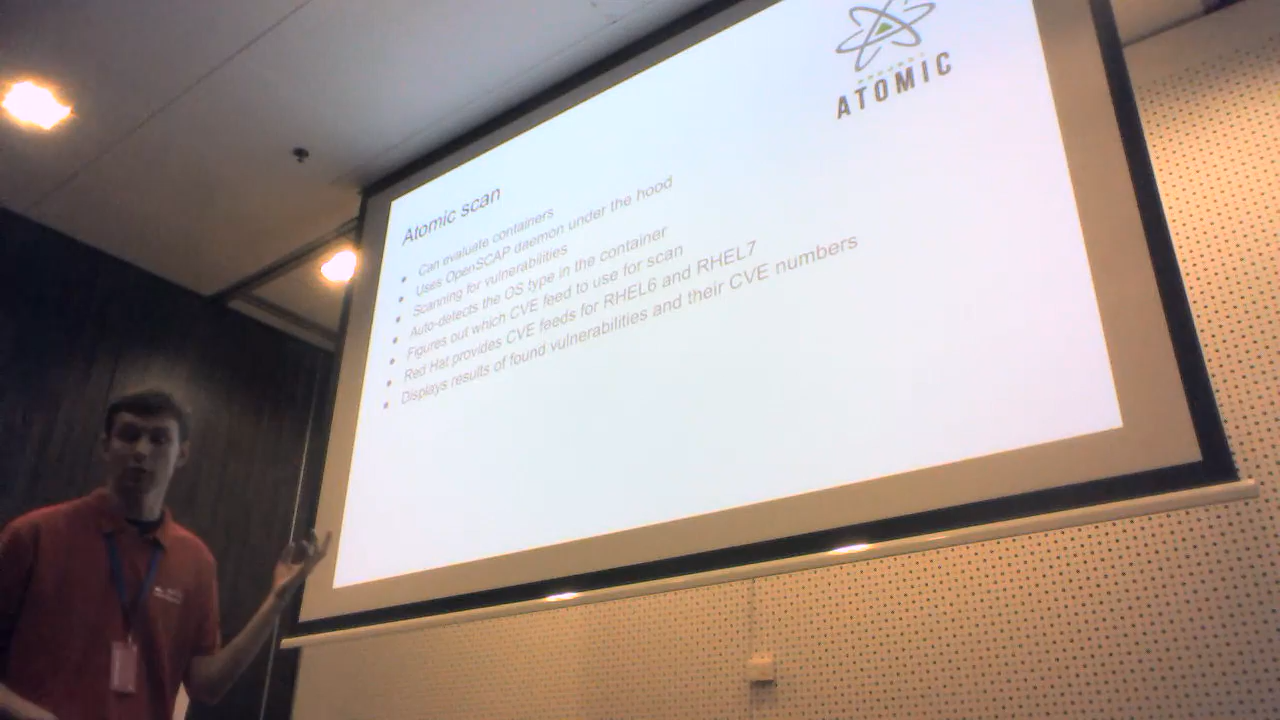 ATOMIC
Atomic scan
• Can evaluate containers
• Uses OpenSCAP daemon under the hood
• Scanning for vulnerabilities
• Auto-detects the OS type in the container
• Figures out which CVE feed to use for scan
• Red Hat provides CVE feeds for RHEL6 and RHEL7
• Displays results of found vulnerabilities and their CVE numbers